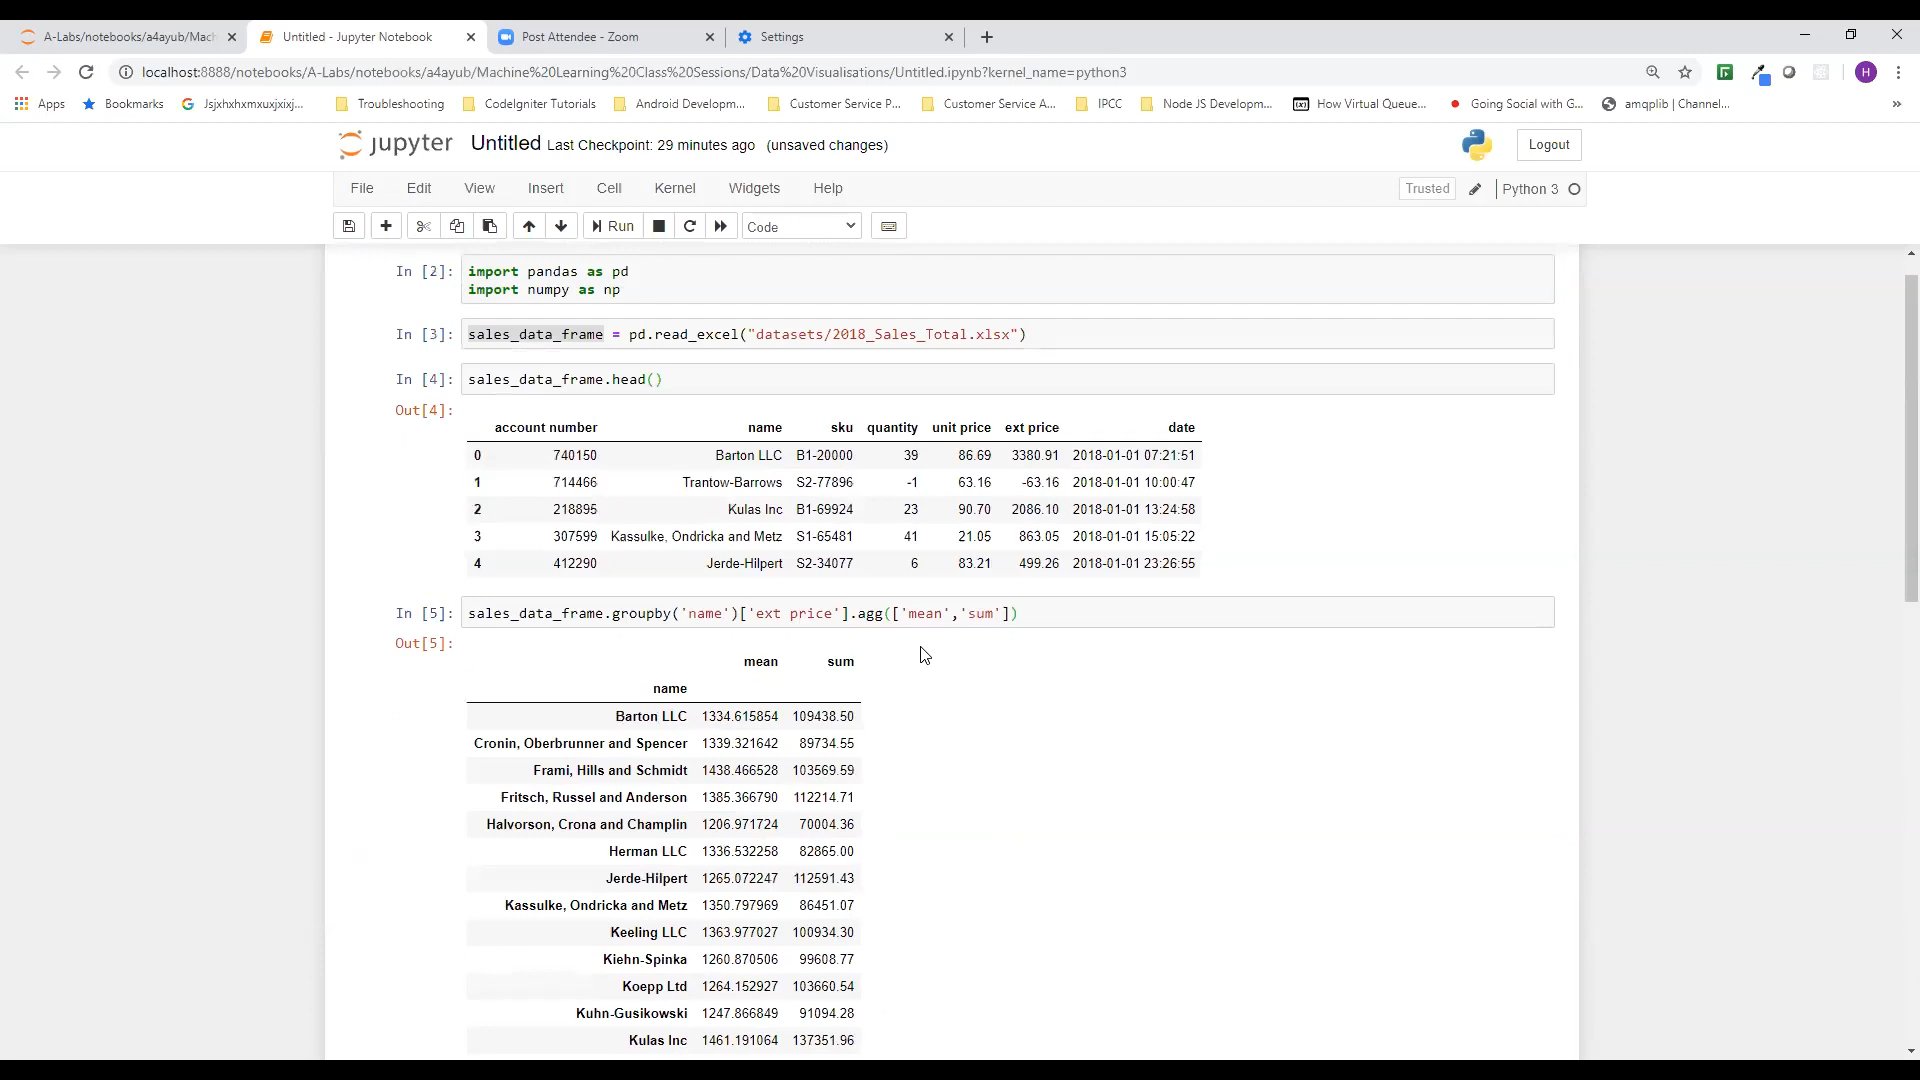 A-Labs/notebooks/a4ayub/Mach
Untitled - Jupyter Notebook
Post Attendee - Zoom
Settings
localhost:8888/notebooks/A-Labs/notebooks/a4ayub/Machine%20Learning%20Class%20Sessions/Data%20Visualisations/Untitled.ipynb?kernel_name=python3
H
Apps
Bookmarks
Jsjxhxhxmxuxjxixj...
Troubleshooting
CodeIgniter Tutorials
Android Developm...
Customer Service P...
Customer Service A...
IPCC
Node JS Developm...
How Virtual Queue...
Going Social with G...
amqplib | Channel...
jupyter Untitled Last Checkpoint: 29 minutes ago (unsaved changes)
Logout
File Edit View Insert Cell Kernel Widgets Help
Trusted
Python 3
Run
Code
In [2]: import pandas as pd
import numpy as np
In [3]: sales_data_frame = pd.read_excel("datasets/2018_Sales_Total.xlsx")
In [4]: sales_data_frame.head()
Out[4]:
account number name sku quantity unit price ext price date
0 740150 Barton LLC B1-20000 39 86.69 3380.91 2018-01-01 07:21:51
1 714466 Trantow-Barrows S2-77896 -1 63.16 -63.16 2018-01-01 10:00:47
2 218895 Kulas Inc B1-69924 23 90.70 2086.10 2018-01-01 13:24:58
3 307599 Kassulke, Ondricka and Metz S1-65481 41 21.05 863.05 2018-01-01 15:05:22
4 412290 Jerde-Hilpert S2-34077 6 83.21 499.26 2018-01-01 23:26:55
In [5]: sales_data_frame.groupby('name')['ext price'].agg(['mean','sum'])
Out[5]:
mean sum
name
Barton LLC 1334.615854 109438.50
Cronin, Oberbrunner and Spencer 1339.321642 89734.55
Frami, Hills and Schmidt 1438.466528 103569.59
Fritsch, Russel and Anderson 1385.366790 112214.71
Halvorson, Crona and Champlin 1206.971724 70004.36
Herman LLC 1336.532258 82865.00
Jerde-Hilpert 1265.072247 112591.43
Kassulke, Ondricka and Metz 1350.797969 86451.07
Keeling LLC 1363.977027 100934.30
Kiehn-Spinka 1260.870506 99608.77
Koepp Ltd 1264.152927 103660.54
Kuhn-Gusikowski 1247.866849 91094.28
Kulas Inc 1461.191064 137351.96